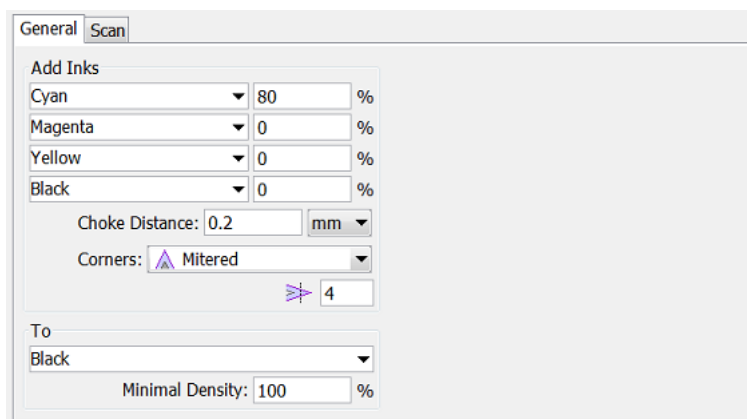 General Scan
Add Inks
Cyan 80 %
Magenta 0 %
Yellow 0 %
Black 0 %
Choke Distance: 0.2 mm
Corners: Mitered
4
To
Black
Minimal Density: 100 %